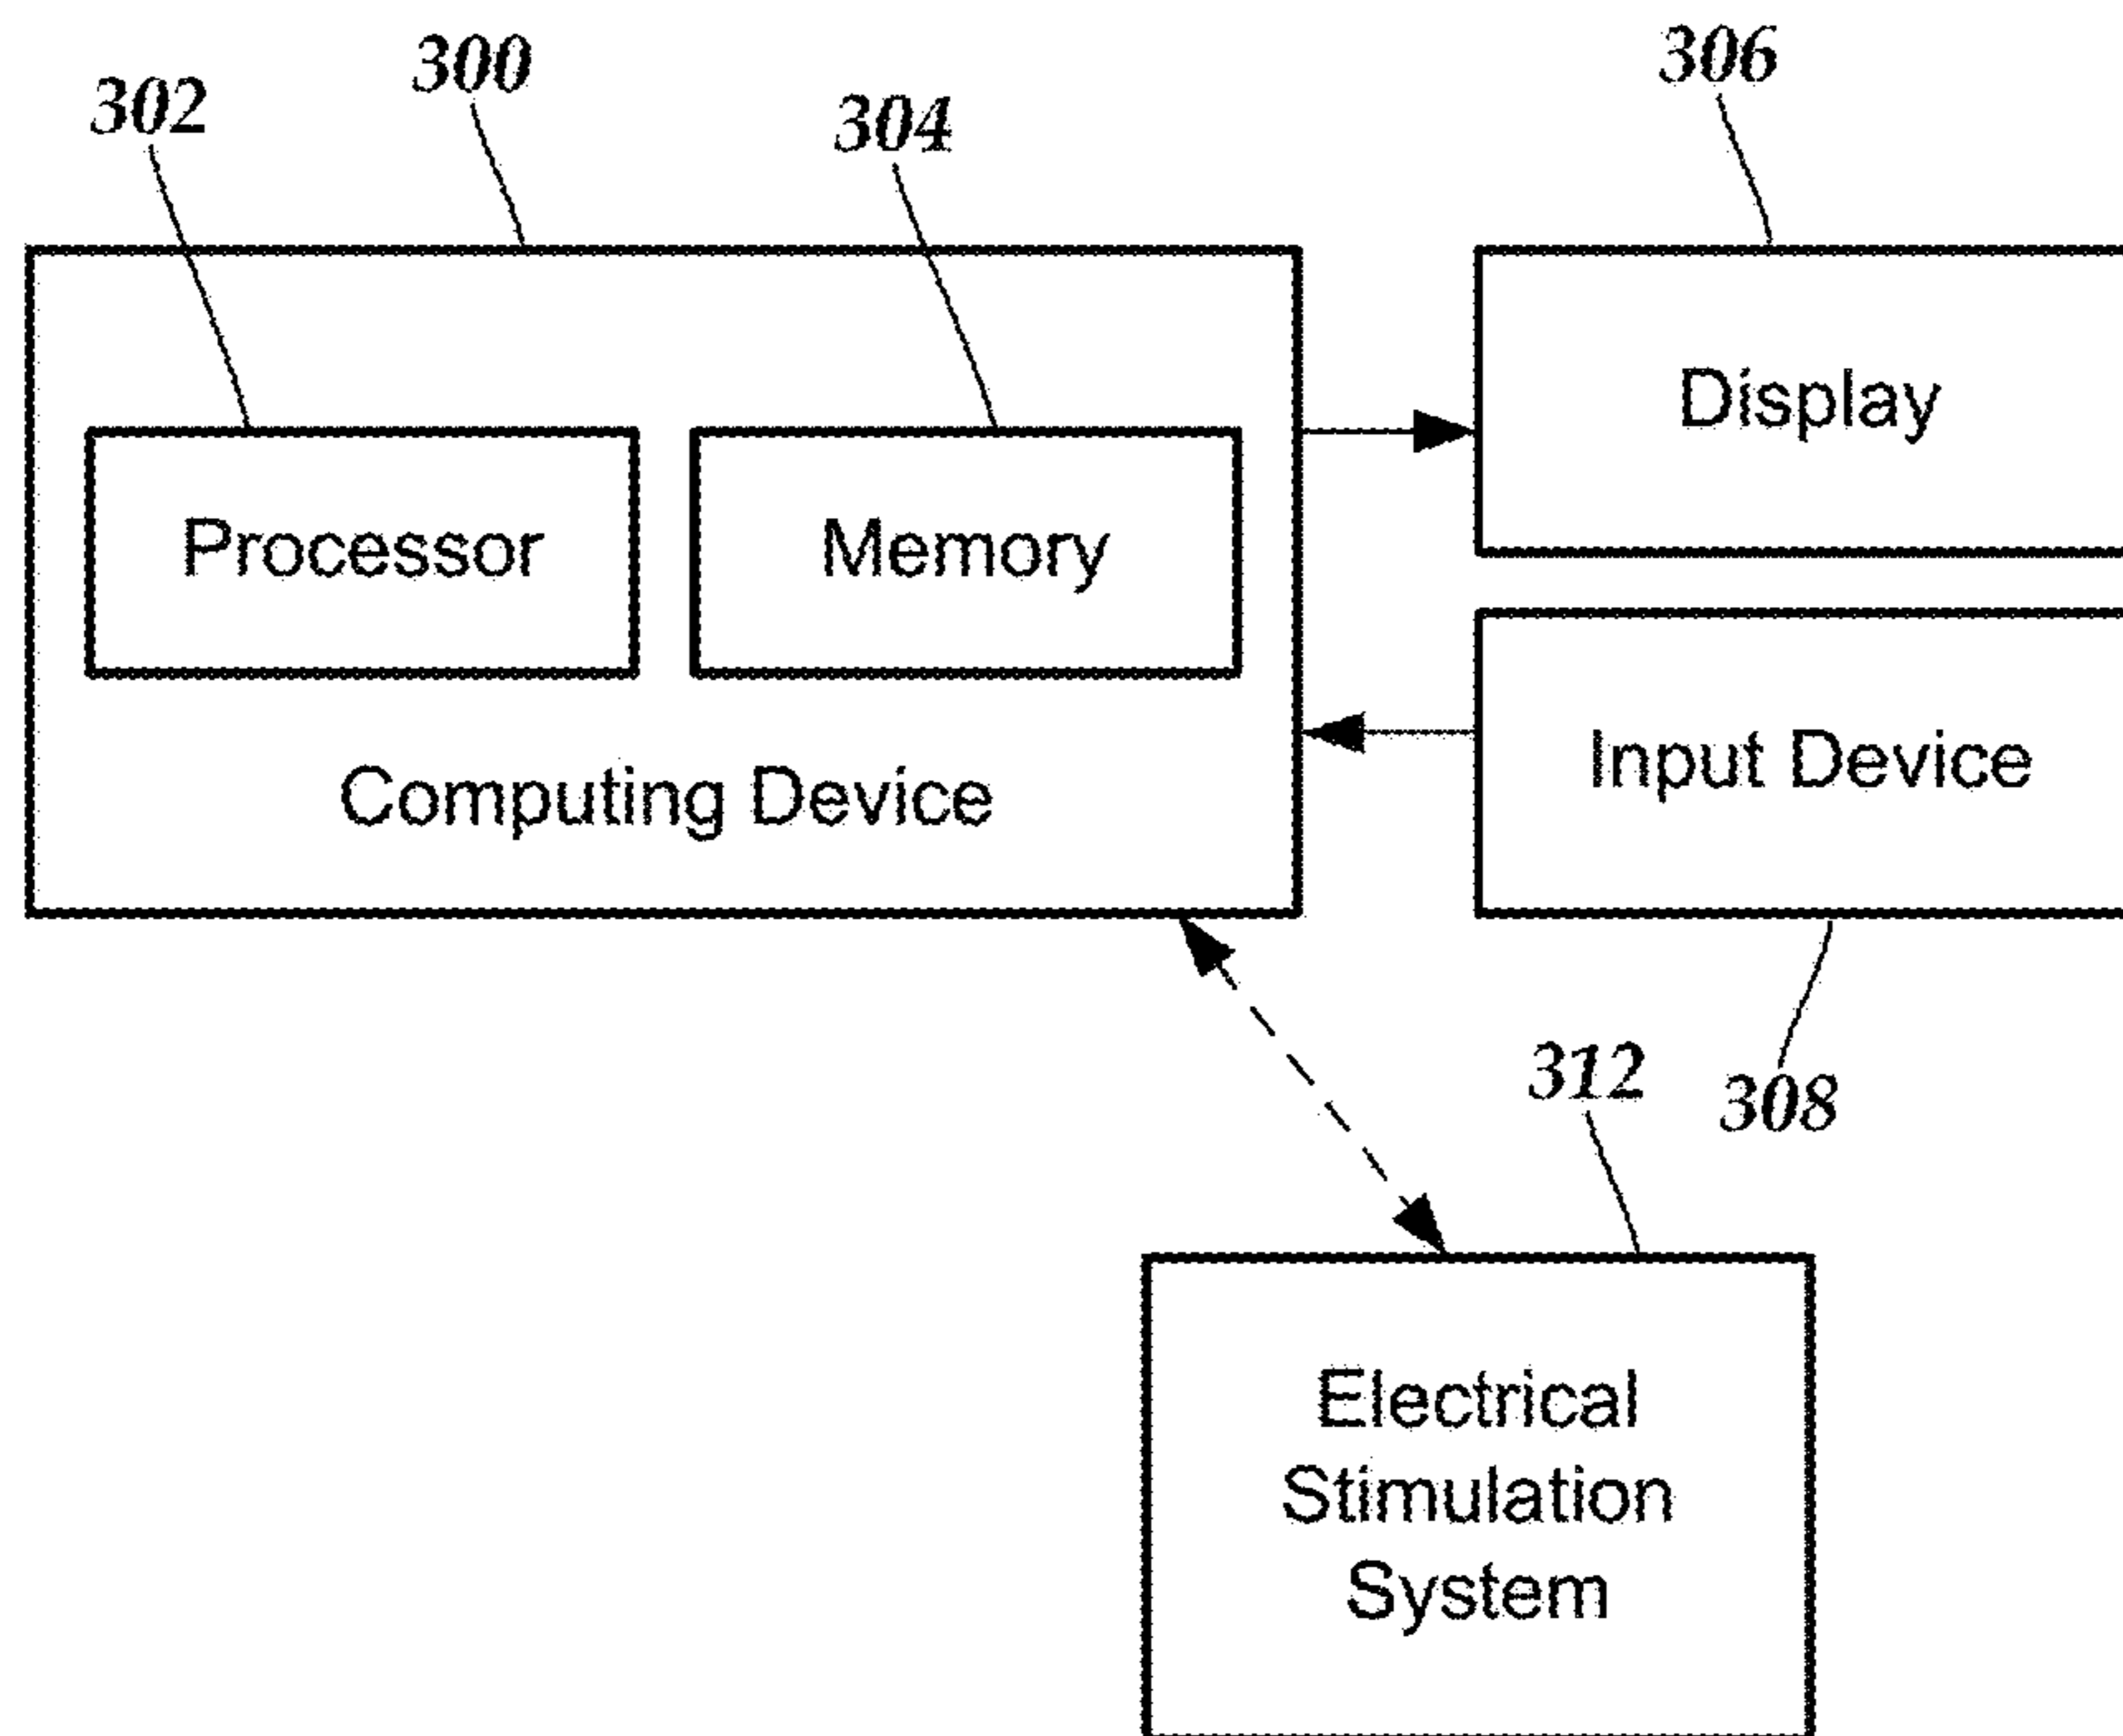 302
300
304
306
Display
Processor
Memory
Input Device
Computing Device
312
308
Electrical
Stimulation
System